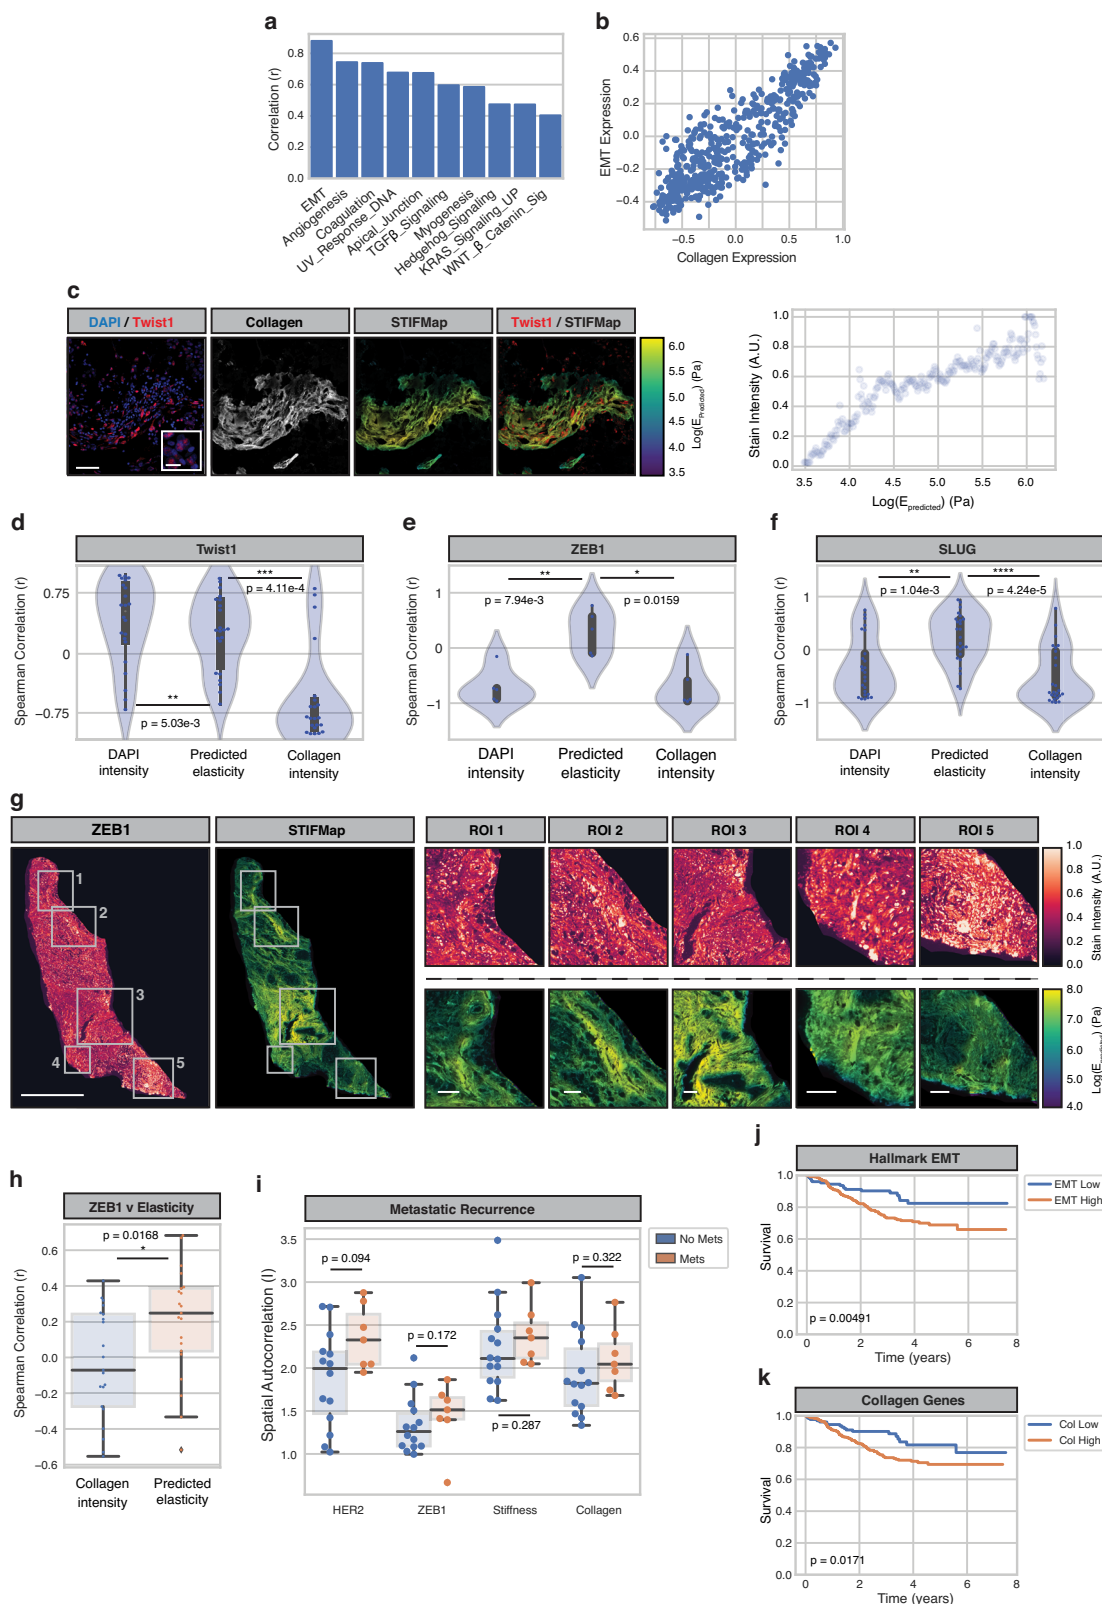 a
Correlation (r)
0.8
0.6
0.4
0.2
0.0
EMT
Angiogenesis
Coagulation
UV_Response_DNA
Apical_Junction
TGFβ_Signaling
Myogenesis
Hedgehog_Signaling
KRAS_Signaling_UP
WNT_β_Catenin_Sig
b
EMT Expression
0.6
0.4
0.2
0.0
−0.2
−0.4
−0.5
0.0
0.5
1.0
Collagen Expression
c
DAPI / Twist1
Collagen
STIFMap
Twist1 / STIFMap
6.0
5.5
5.0
4.5
4.0
3.5
Log(E_Predicted) (Pa)
Stain Intensity (A.U.)
1.0
0.8
0.6
0.4
0.2
0.0
3.5
4.0
4.5
5.0
5.5
6.0
Log(E_predicted) (Pa)
d
Twist1
Spearman Correlation (r)
0.75
0
−0.75
***
p = 4.11e-4
**
p = 5.03e-3
DAPI intensity
Predicted elasticity
Collagen intensity
e
ZEB1
Spearman Correlation (r)
1
0
−1
**
p = 7.94e-3
*
p = 0.0159
DAPI intensity
Predicted elasticity
Collagen intensity
f
SLUG
Spearman Correlation (r)
1
0
−1
**
p = 1.04e-3
****
p = 4.24e-5
DAPI intensity
Predicted elasticity
Collagen intensity
g
ZEB1
STIFMap
ROI 1
ROI 2
ROI 3
ROI 4
ROI 5
1
2
3
4
5
1.0
0.8
0.6
0.4
0.2
0.0
Stain Intensity (A.U.)
8.0
7.0
6.0
5.0
4.0
Log(E_predicted) (Pa)
h
ZEB1 v Elasticity
p = 0.0168
*
Spearman Correlation (r)
0.6
0.4
0.2
0.0
−0.2
−0.4
−0.6
Collagen intensity
Predicted elasticity
i
Metastatic Recurrence
No Mets
Mets
Spatial Autocorrelation (I)
3.5
3.0
2.5
2.0
1.5
1.0
p = 0.094
p = 0.172
p = 0.287
p = 0.322
HER2
ZEB1
Stiffness
Collagen
j
Hallmark EMT
EMT Low
EMT High
Survival
1.0
0.8
0.6
0.4
0.2
0.0
p = 0.00491
0
2
4
6
8
Time (years)
k
Collagen Genes
Col Low
Col High
Survival
1.0
0.8
0.6
0.4
0.2
0.0
p = 0.0171
0
2
4
6
8
Time (years)